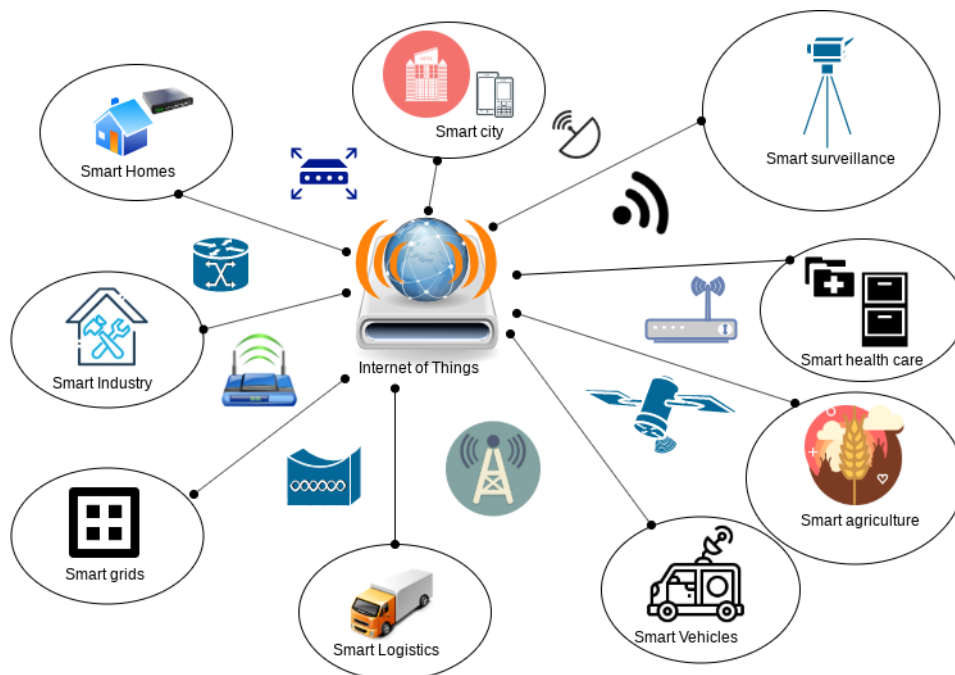 Smart city
Smart surveillance
Smart Homes
Internet of Things
Smart health care
Smart Industry
Smart agriculture
Smart grids
Smart Logistics
Smart Vehicles